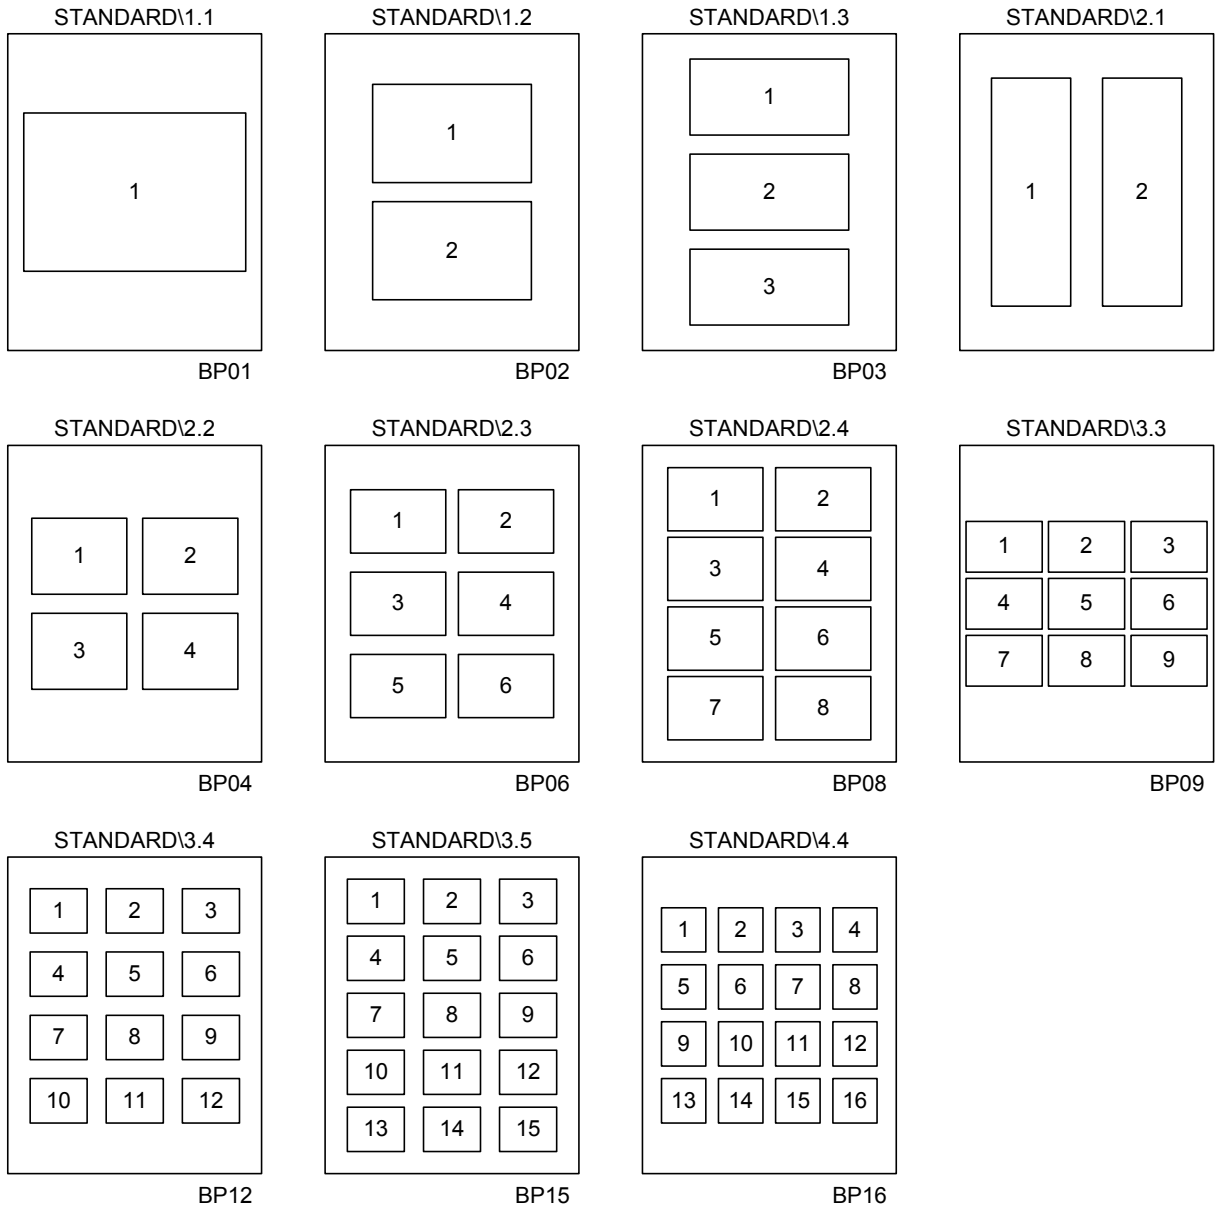 STANDARD\1.1 STANDARD\1.2 STANDARD\1.3 STANDARD\2.1
1
1
2
1
2
3
1 2
BP01 BP02 BP03
STANDARD\2.2 STANDARD\2.3 STANDARD\2.4 STANDARD\3.3
1 2
3 4
1 2
3 4
5 6
1 2
3 4
5 6
7 8
1 2 3
4 5 6
7 8 9
BP04 BP06 BP08 BP09
STANDARD\3.4 STANDARD\3.5 STANDARD\4.4
1 2 3
4 5 6
7 8 9
10 11 12
1 2 3
4 5 6
7 8 9
10 11 12
13 14 15
1 2 3 4
5 6 7 8
9 10 11 12
13 14 15 16
BP12 BP15 BP16